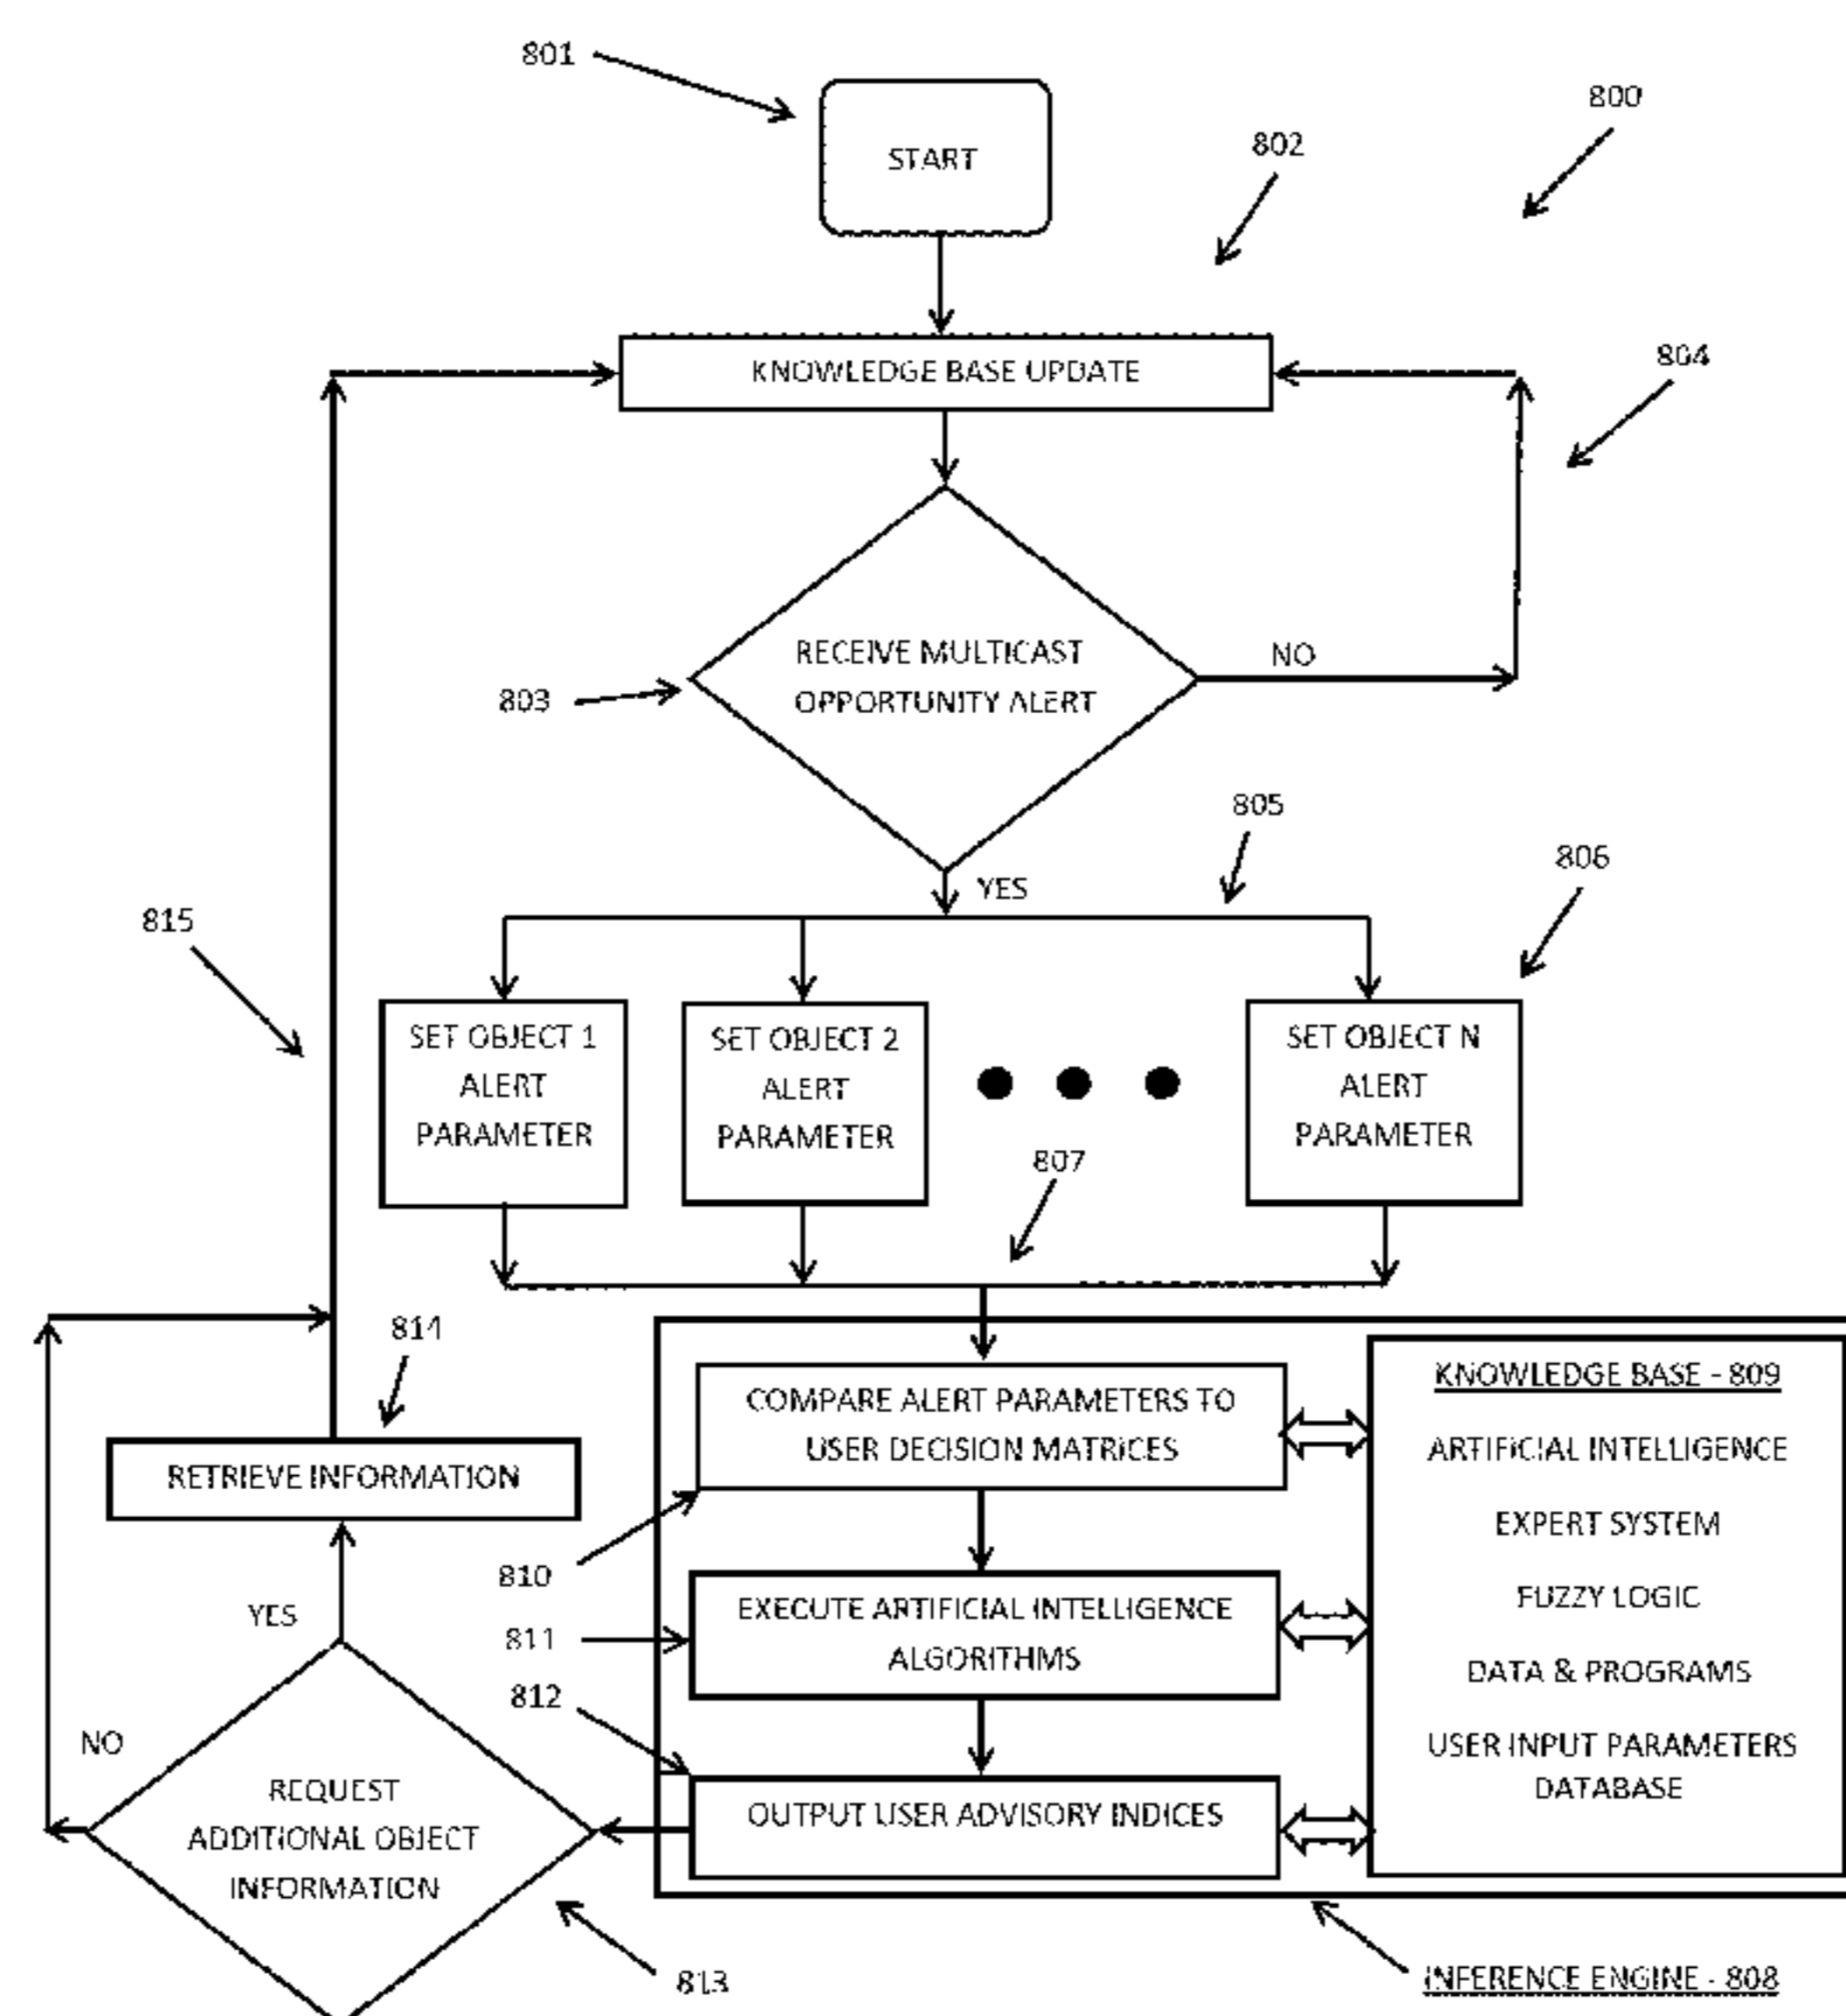 801
800
802
START
804
KNOWLEDGE BASE UPDATE
RECEIVE MULTICAST
OPPORTUNITY ALERT
NO
803
805
YES
806
815
SET OBJECT 1
ALERT
PARAMETER
SET OBJECT 2
ALERT
PARAMETER
SET OBJECT N
ALERT
PARAMETER
807
814
COMPARE ALERT PARAMETERS TO
USER DECISION MATRICES
KNOWLEDGE BASE - 809
ARTIFICIAL INTELLIGENCE
EXPERT SYSTEM
FUZZY LOGIC
DATA & PROGRAMS
USER INPUT PARAMETERS
DATABASE
RETRIEVE INFORMATION
810
EXECUTE ARTIFICIAL INTELLIGENCE
ALGORITHMS
YES
811
812
NO
REQUEST
ADDITIONAL OBJECT
INFORMATION
OUTPUT USER ADVISORY INDICES
813
INFERENCE ENGINE - 808